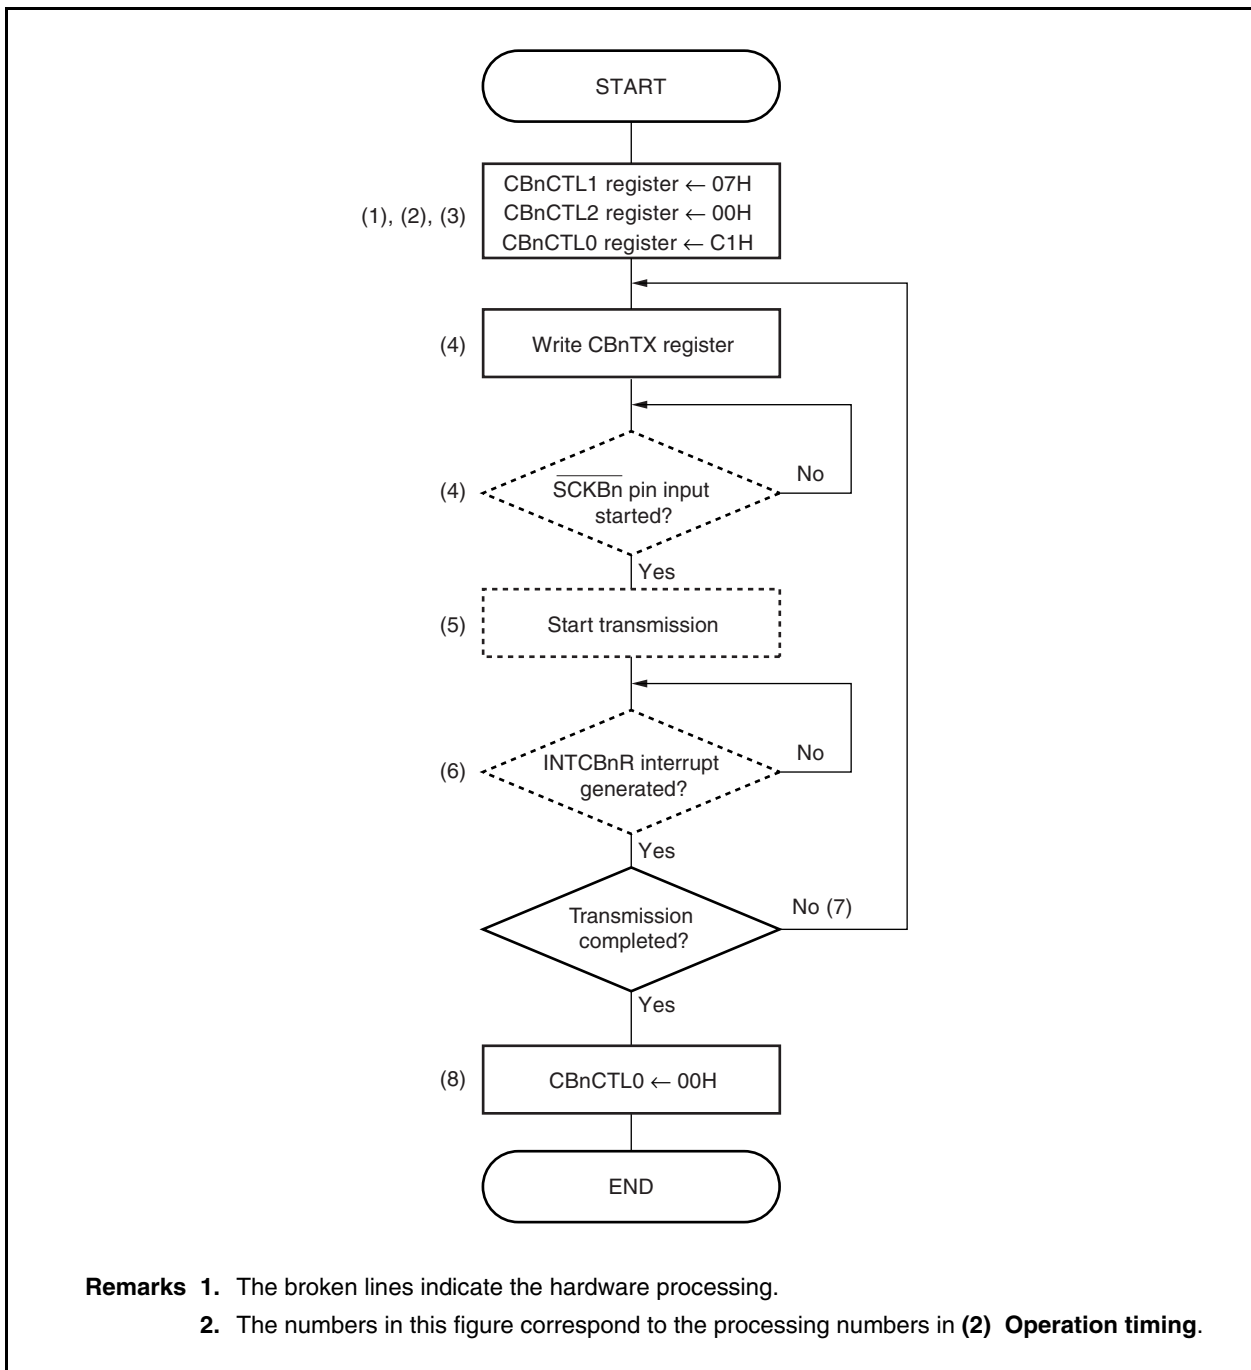 START
(1), (2), (3)
CBnCTL1 register ← 07H
CBnCTL2 register ← 00H
CBnCTL0 register ← C1H
(4)
Write CBnTX register
(4)
SCKBn pin input
started?
No
Yes
(5)
Start transmission
(6)
INTCBnR interrupt
generated?
No
Yes
Transmission
completed?
No (7)
Yes
(8)
CBnCTL0 ← 00H
END
Remarks 1. The broken lines indicate the hardware processing.
2. The numbers in this figure correspond to the processing numbers in (2) Operation timing.